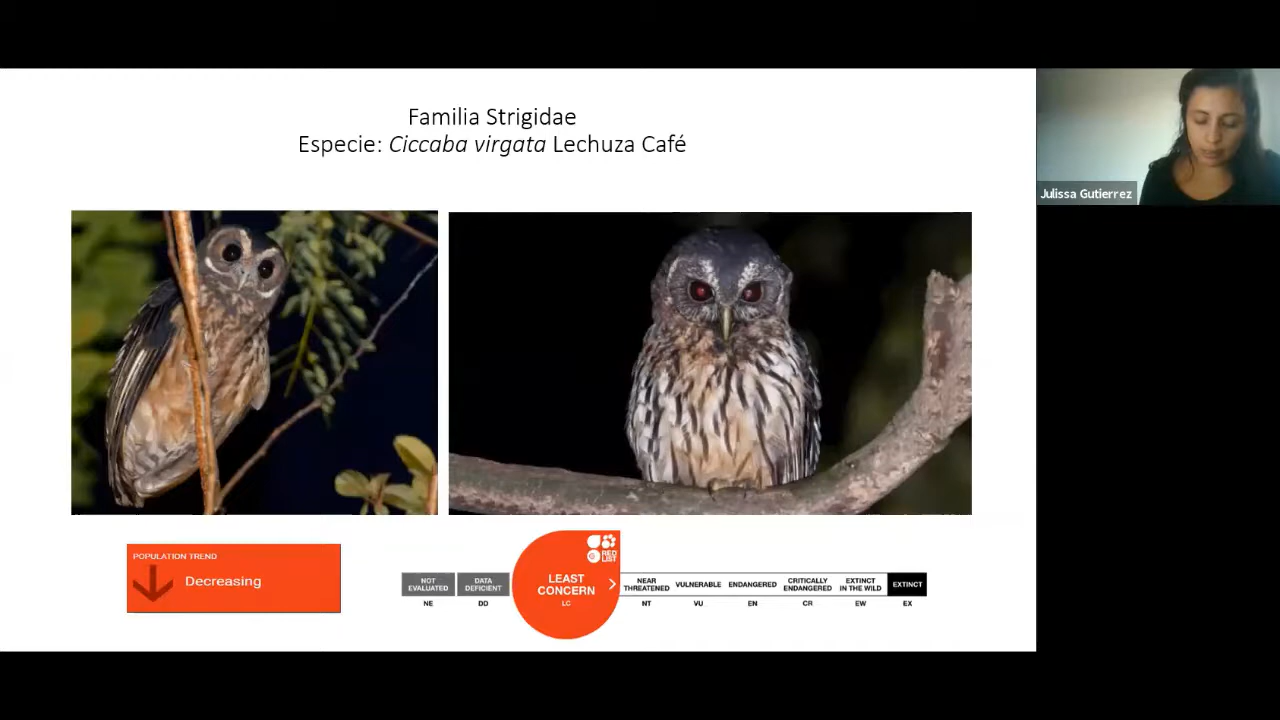 Familia Strigidae
Especie: Ciccaba virgata Lechuza Café
Julissa Gutierrez
POPULATION TREND
Decreasing
RED
LIST
NOT
EVALUATED
NE
DATA
DEFICIENT
DD
LEAST
CONCERN
LC
NEAR
THREATENED
NT
VULNERABLE
VU
ENDANGERED
EN
CRITICALLY
ENDANGERED
CR
EXTINCT
IN THE WILD
EW
EXTINCT
EX